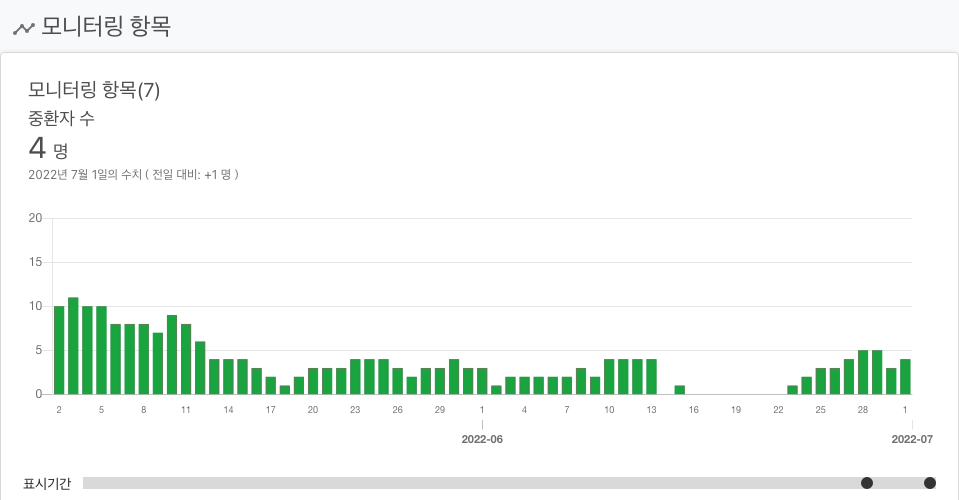 모니터링 항목
모니터링 항목(7)
중환자 수
4 명
2022년 7월 1일의 수치 ( 전일 대비: +1 명 )
20
15
10
5
0
2 5 8 11 14 17 20 23 26 29 1 4 7 10 13 16 19 22 25 28 1
2022-06 2022-07
표시기간